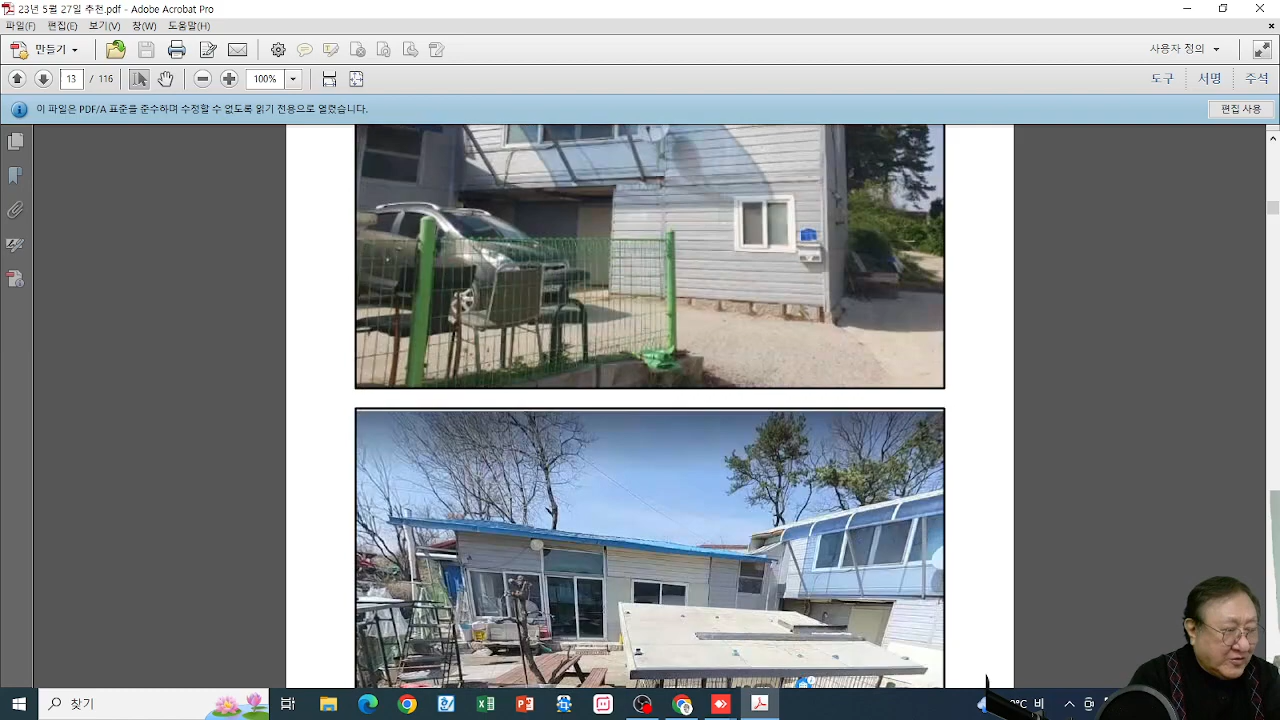 23년 5월 27일 추천.pdf - Adobe Acrobat Pro
파일(F) 편집(E) 보기(V) 창(W) 도움말(H)
만들기 사용자 정의
13 / 116 100% 도구 서명 주석
이 파일은 PDF/A 표준을 준수하며 수정할 수 없도록 읽기 전용으로 열렸습니다. 편집 사용
찾기